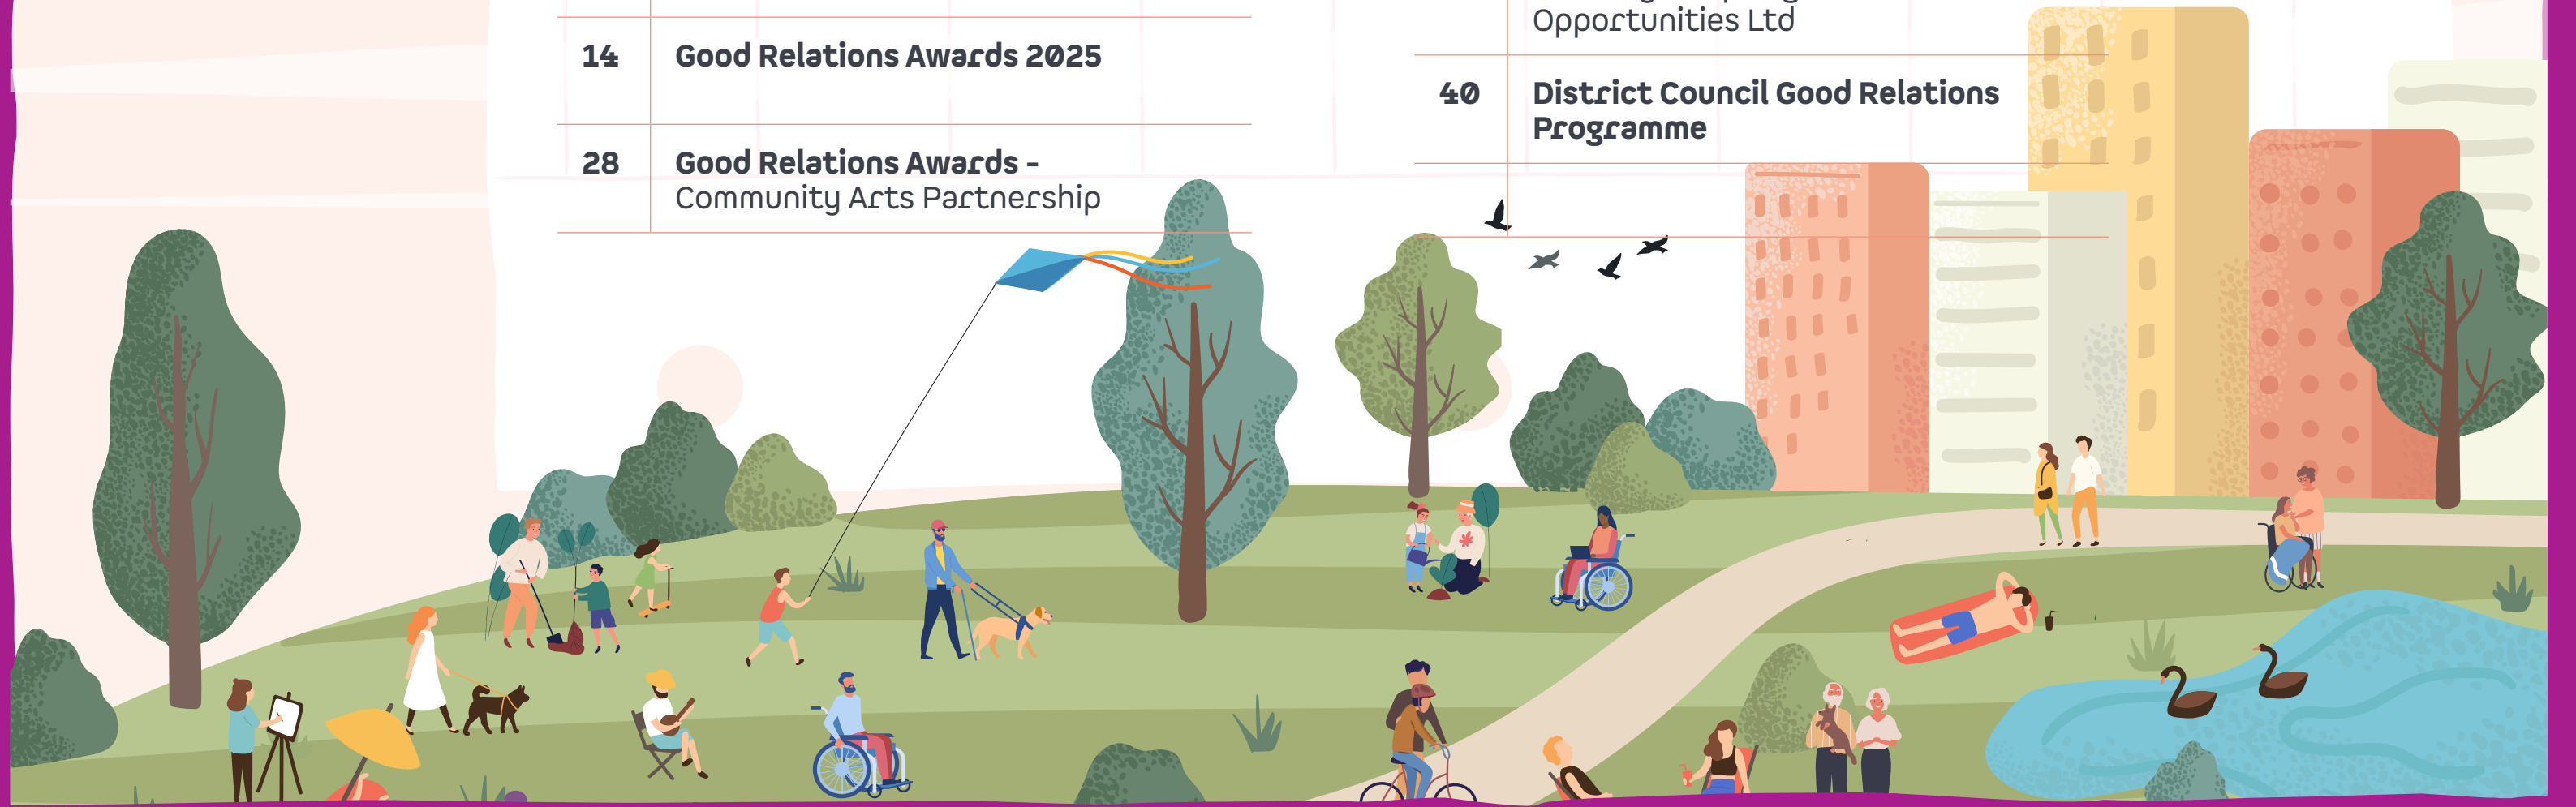 14
Good Relations Awards 2025
28
Good Relations Awards -
Community Arts Partnership
Opportunities Ltd
40
District Council Good Relations
Programme